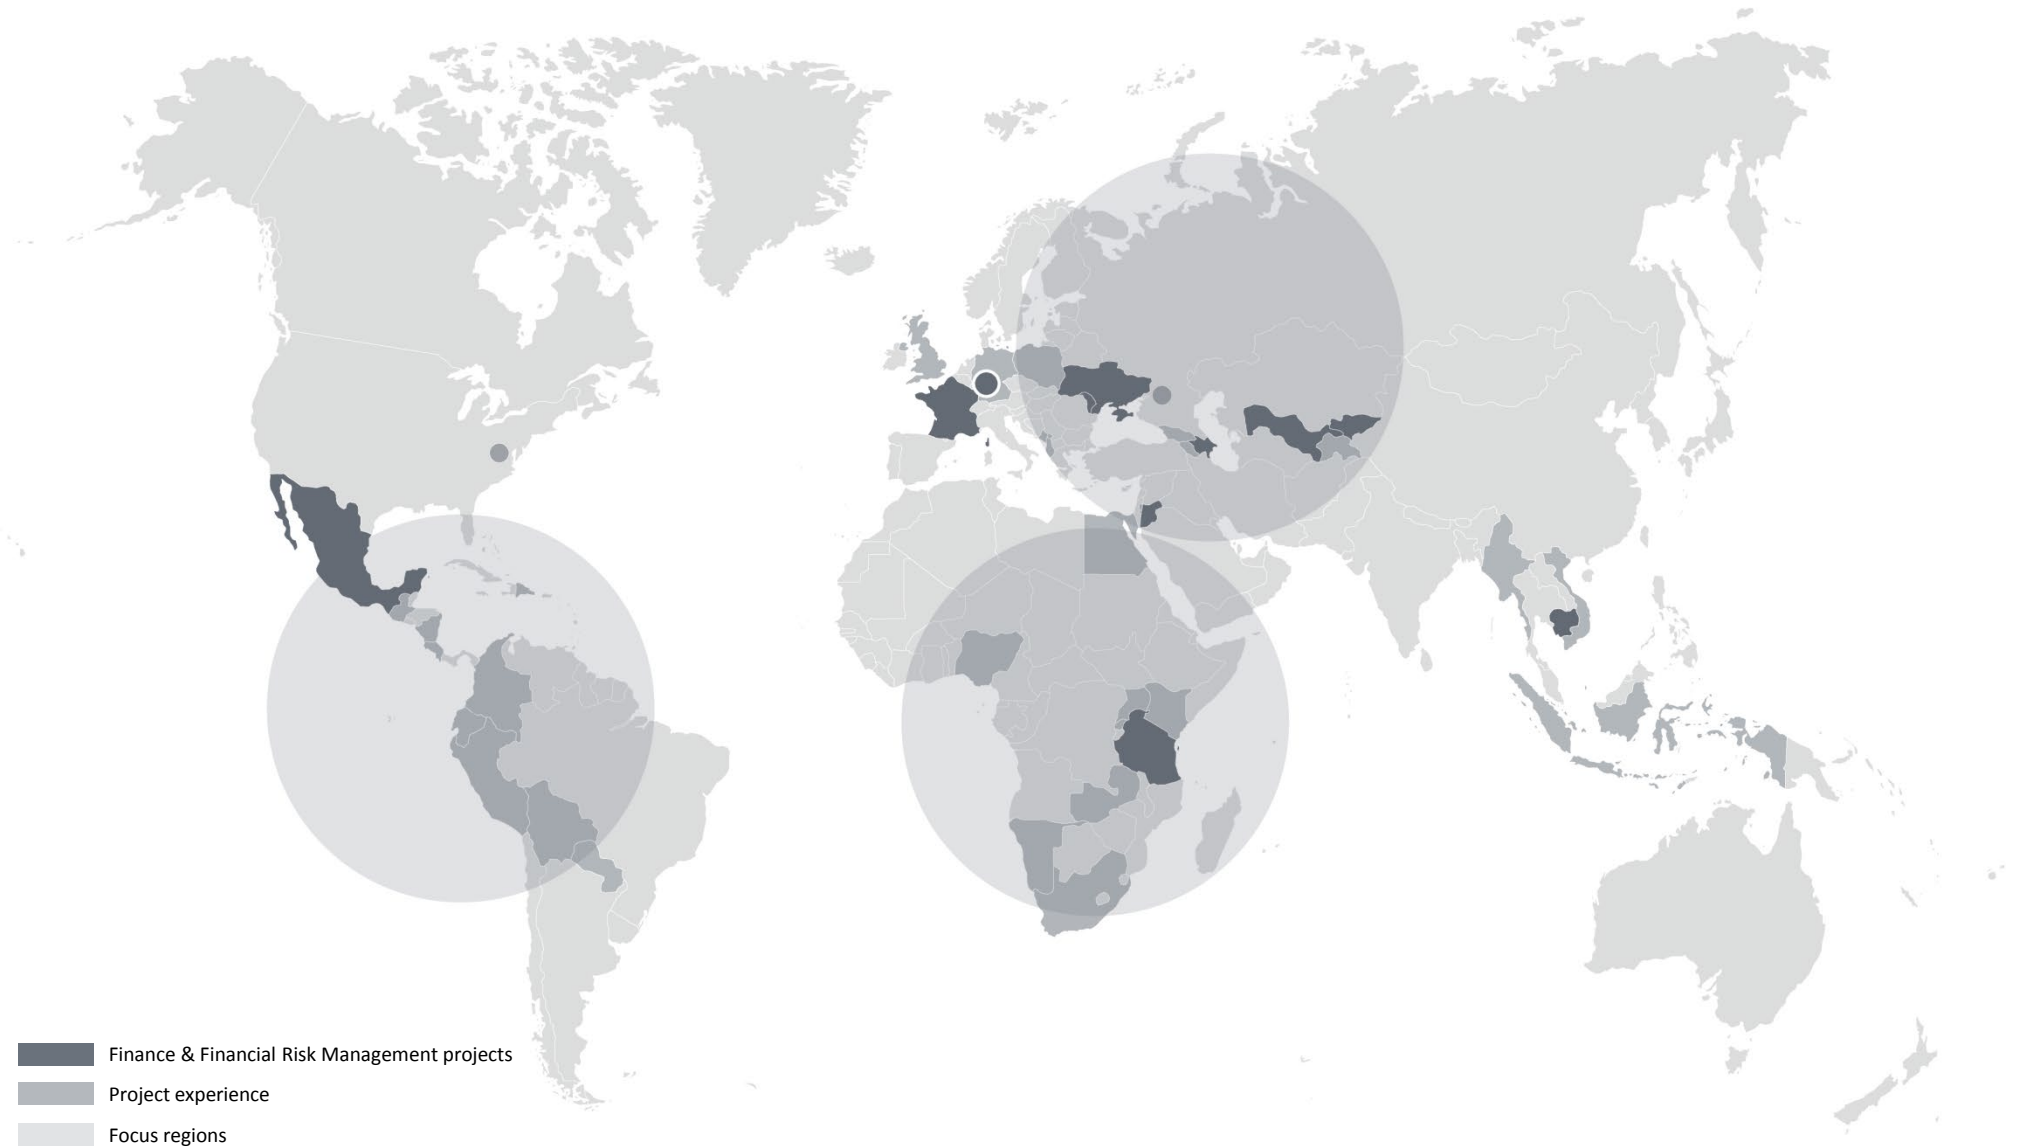 Finance & Financial Risk Management projects
Project experience
Focus regions